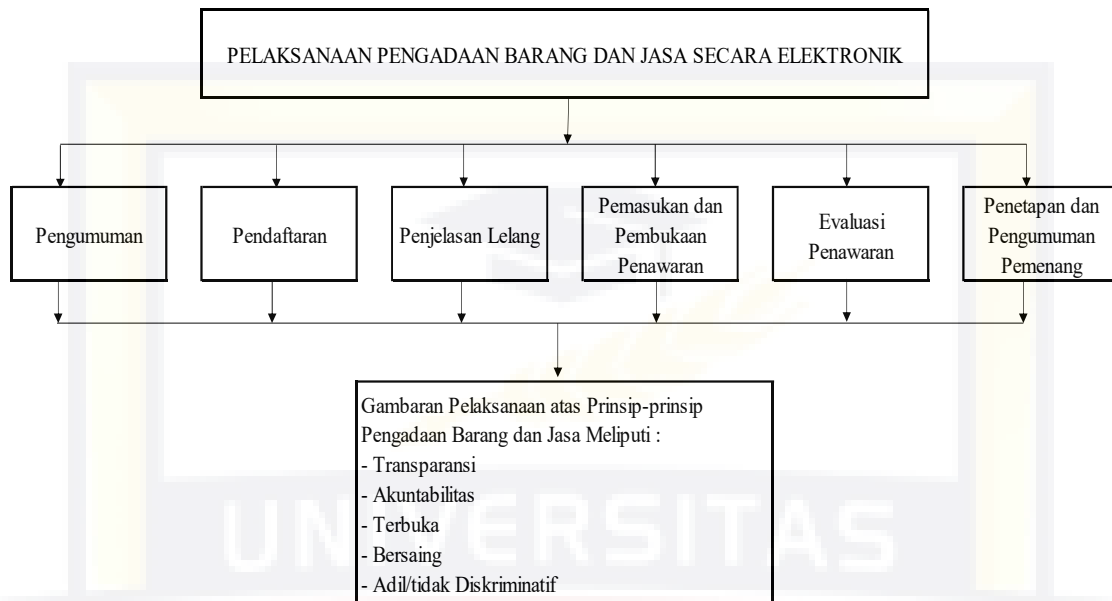 PELAKSANAAN PENGADAAN BARANG DAN JASA SECARA ELEKTRONIK
Pengumuman
Pendaftaran
Penjelasan Lelang
Pemasukan dan
Pembukaan
Penawaran
Evaluasi
Penawaran
Penetapan dan
Pengumuman
Pemenang
Gambaran Pelaksanaan atas Prinsip-prinsip
Pengadaan Barang dan Jasa Meliputi :
- Transparansi
- Akuntabilitas
- Terbuka
- Bersaing
- Adil/tidak Diskriminatif
UNIVERSITAS